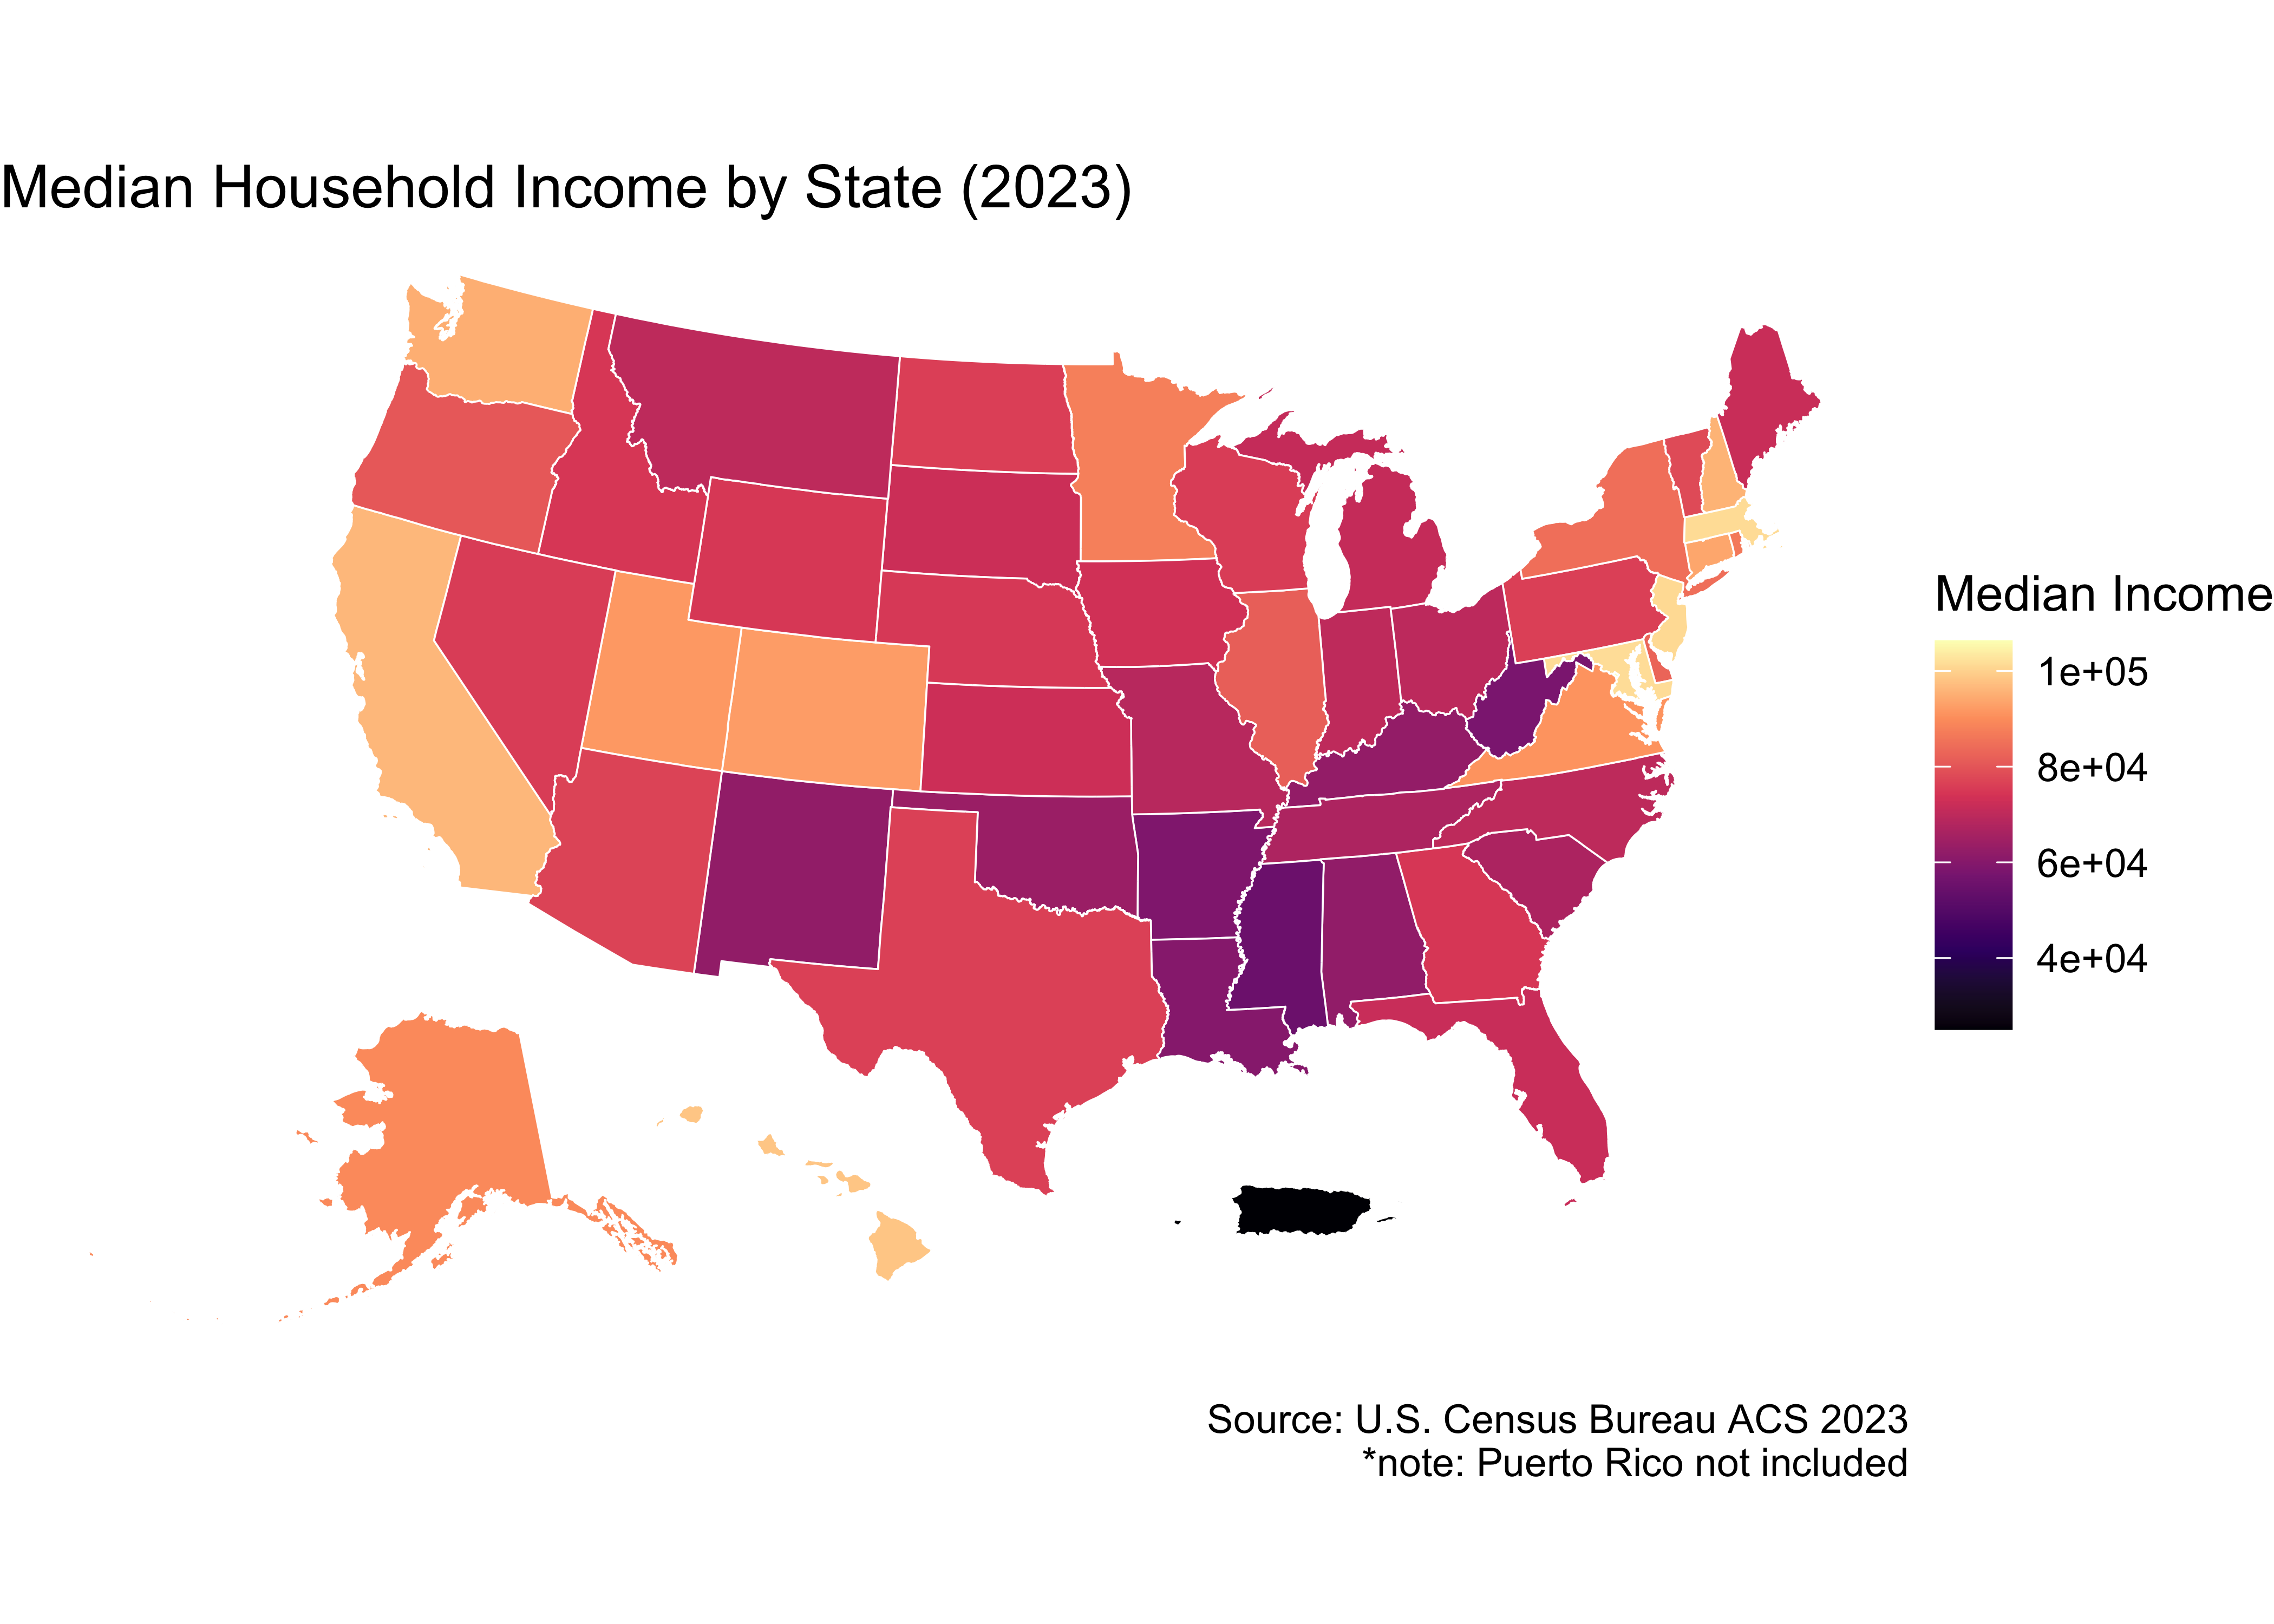 Median Household Income by State (2023)
Median Income
1e+05
8e+04
6e+04
4e+04
Source: U.S. Census Bureau ACS 2023
*note: Puerto Rico not included